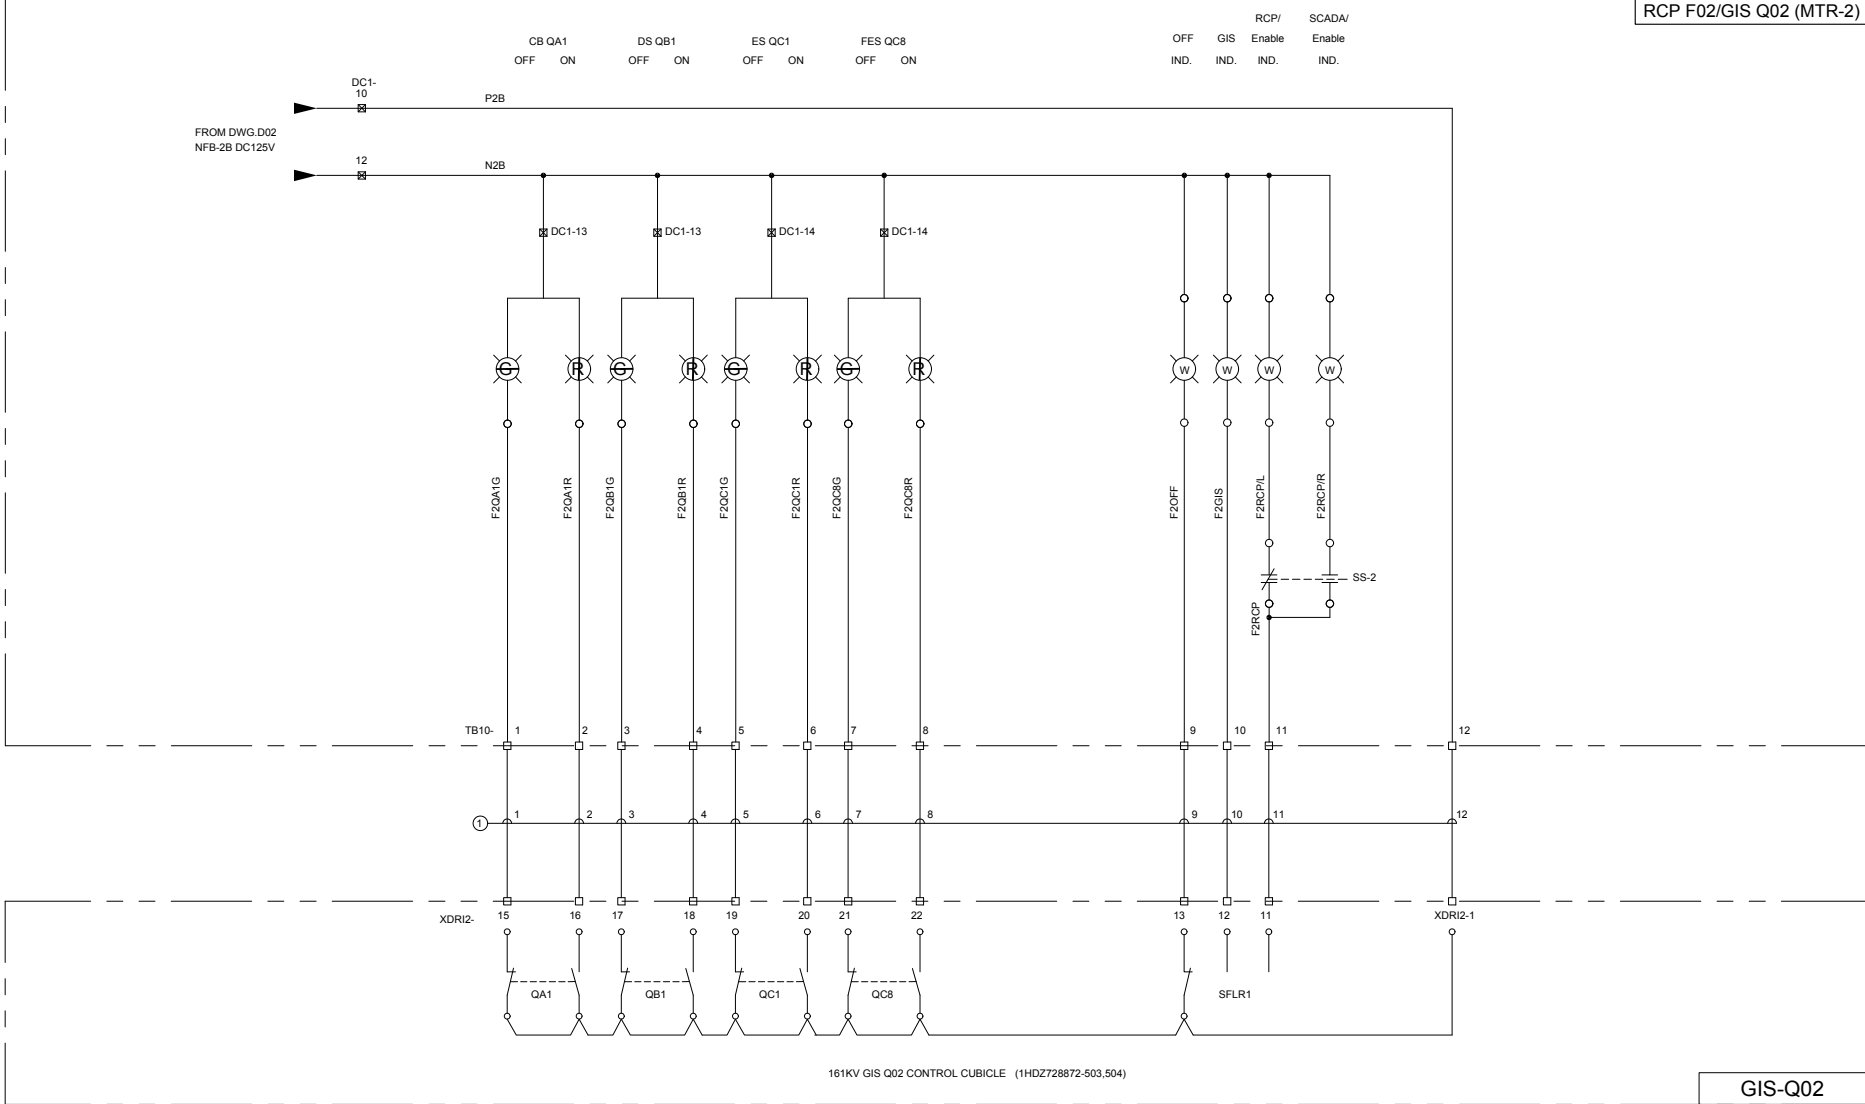 RCP F02/GIS Q02 (MTR-2)
RCP/ SCADA/
CB QA1 DS QB1 ES QC1 FES QC8 OFF GIS Enable Enable
OFF ON OFF ON OFF ON OFF ON IND. IND. IND. IND.
DC1-
10 P2B
FROM DWG.D02
NFB-2B DC125V
12 N2B
DC1-13 DC1-13 DC1-14 DC1-14
G R G R G R G R W W W W
F2QA1G F2QA1R F2QB1G F2QB1R F2QC1G F2QC1R F2QC8G F2QC8R F2OFF F2GIS F2RCP/L F2RCP/R
SS-2
F2RCP
TB10- 1 2 3 4 5 6 7 8 9 10 11 12
1 1 2 3 4 5 6 7 8 9 10 11 12
XDRI2- 15 16 17 18 19 20 21 22 13 12 11 XDRI2-1
QA1 QB1 QC1 QC8 SFLR1
161KV GIS Q02 CONTROL CUBICLE (1HDZ728872-503,504)
GIS-Q02